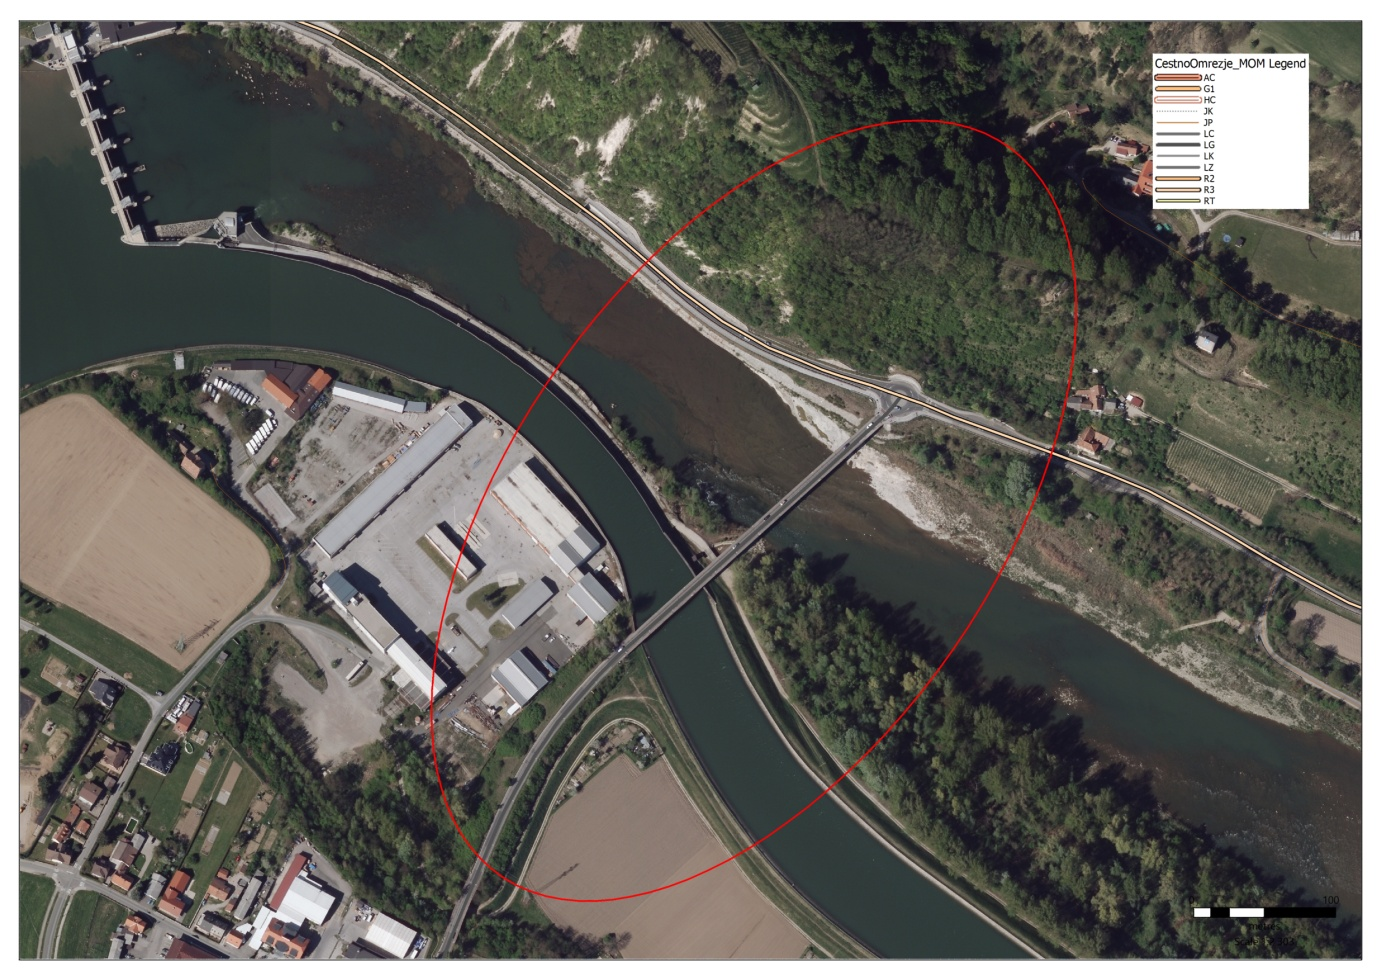 CestnoOmrezje_MOM Legend
AC
G1
HC
JK
JP
LC
LG
LK
LZ
R2
R3
RT
100